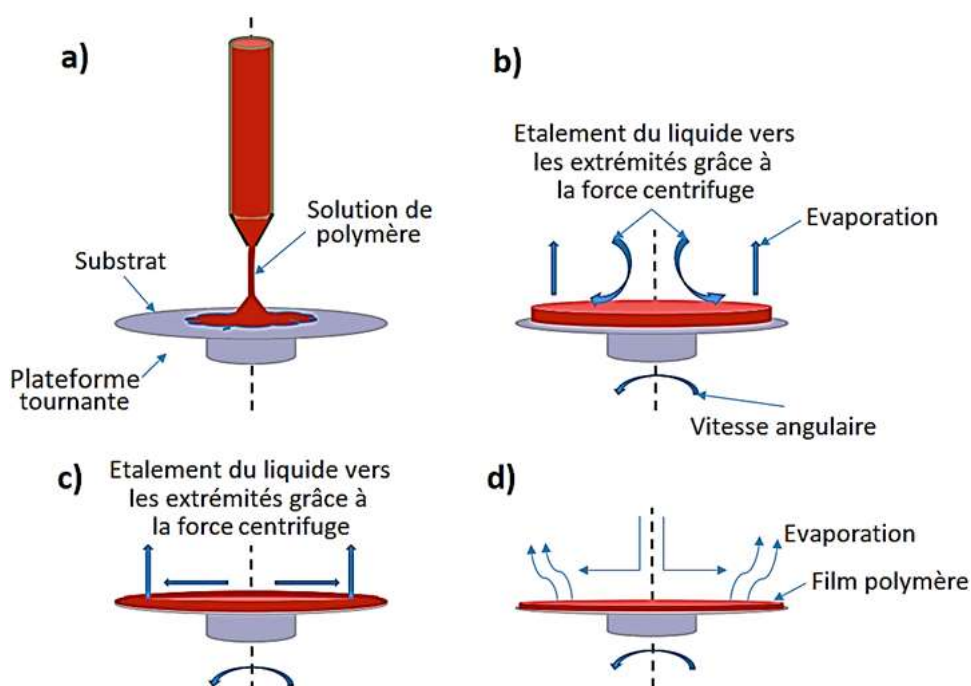 a)
Solution de
polymère
Substrat
Plateforme
tournante
b)
Etalement du liquide vers
les extrémités grâce à
la force centrifuge
Evaporation
Vitesse angulaire
c)
Etalement du liquide vers
les extrémités grâce à
la force centrifuge
d)
Evaporation
Film polymère